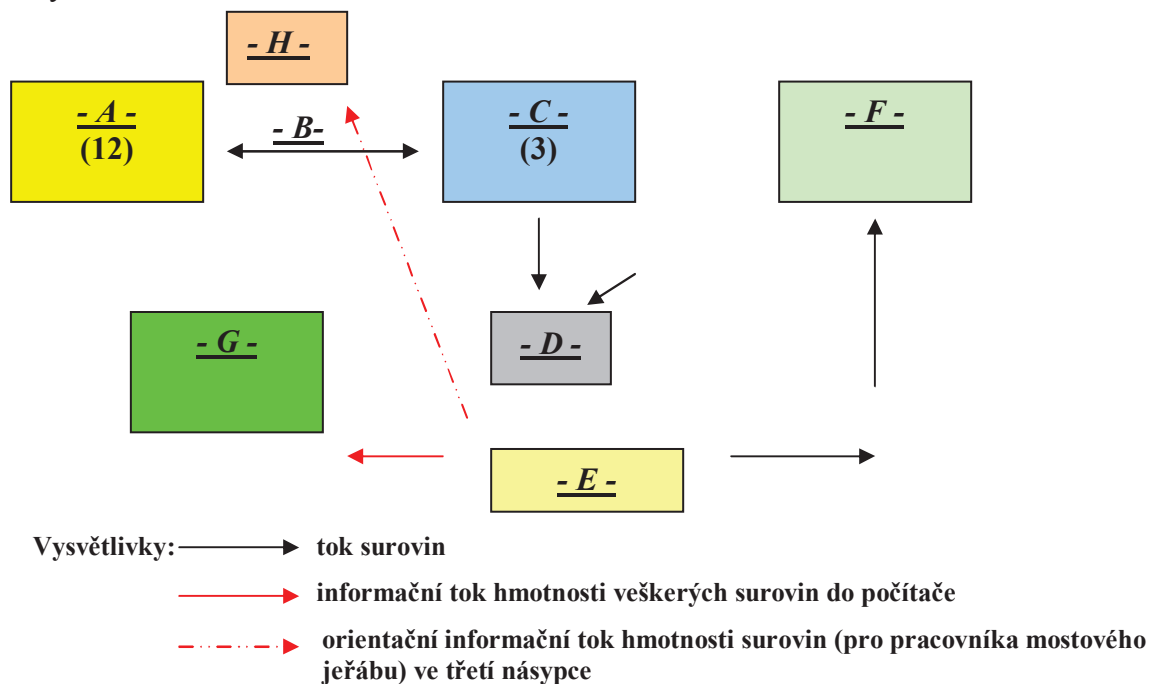 - H -
- A -
(12)
- B-
- C -
(3)
- F -
- G -
- D -
- E -
Vysvětlivky:
tok surovin
informační tok hmotnosti veškerých surovin do počítače
orientační informační tok hmotnosti surovin (pro pracovníka mostového
jeřábu) ve třetí násypce